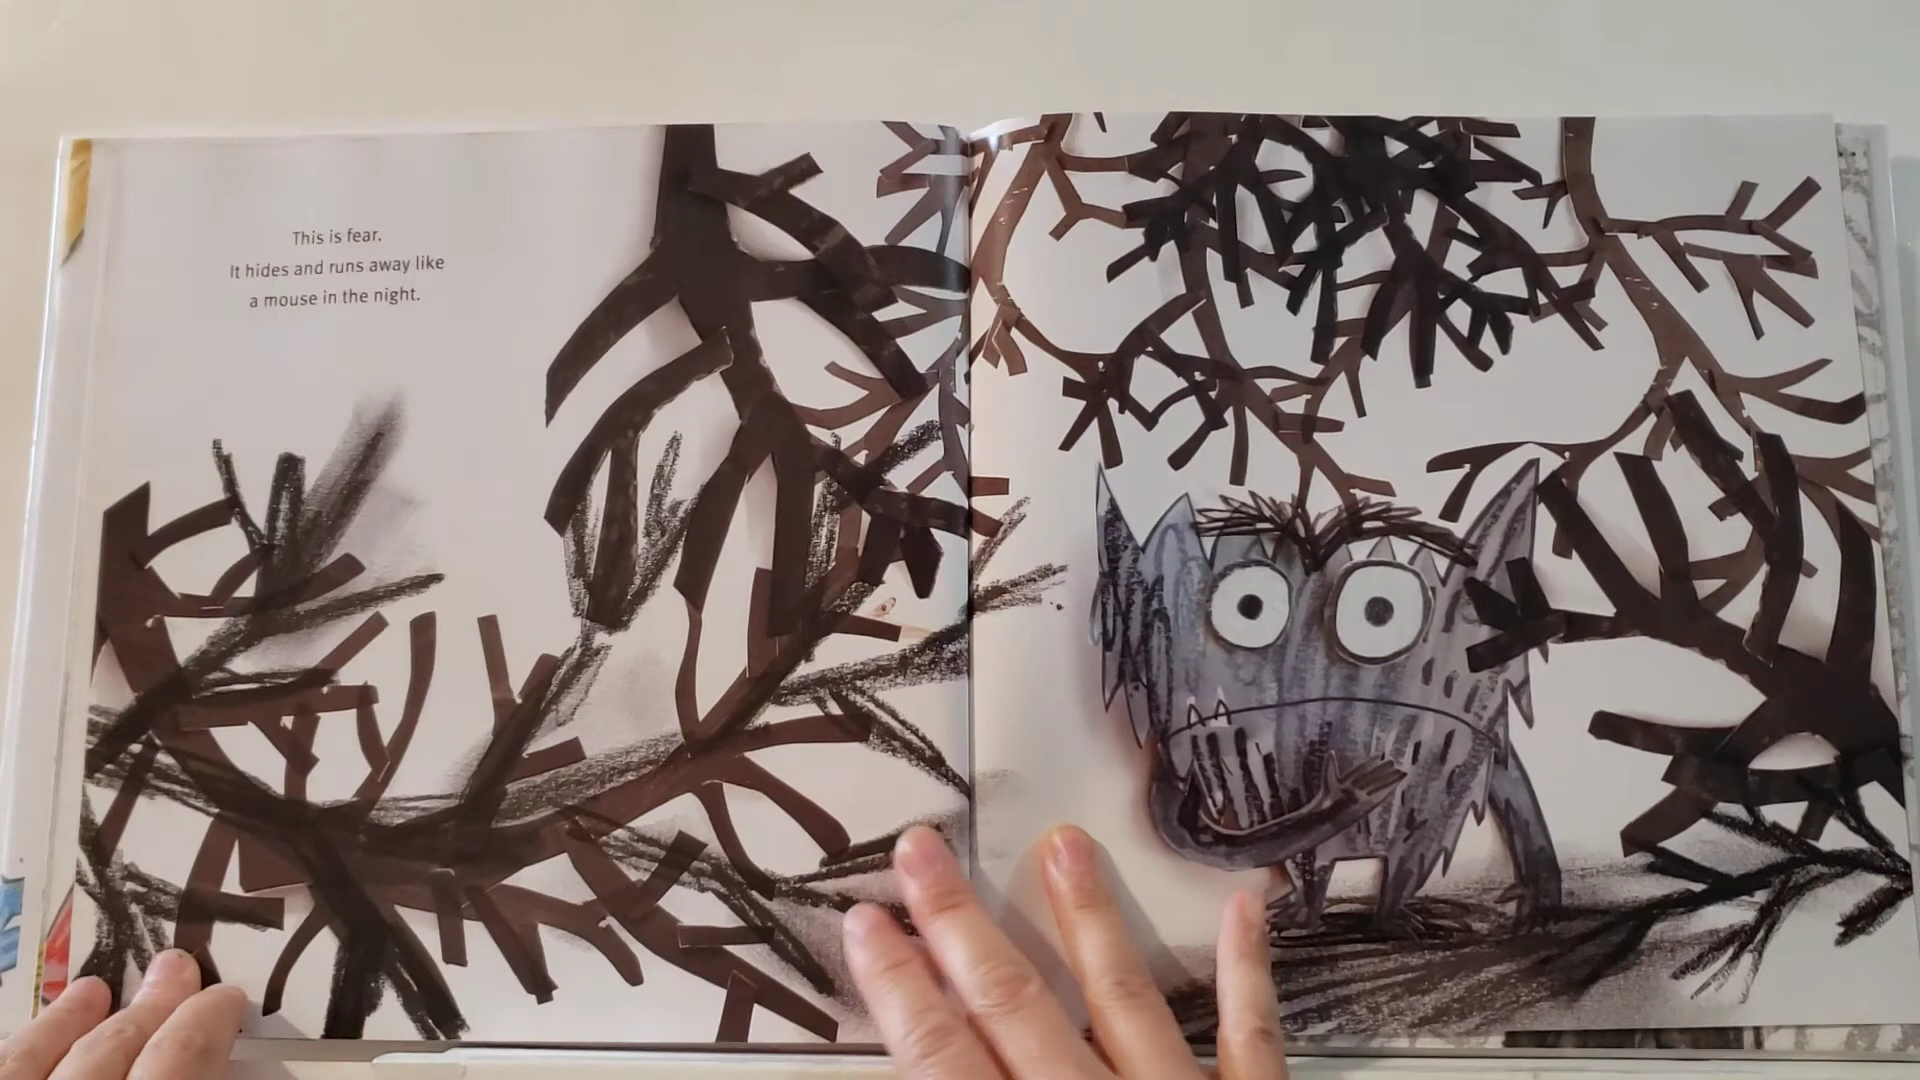 This is fear.
It hides and runs away like
a mouse in the night.